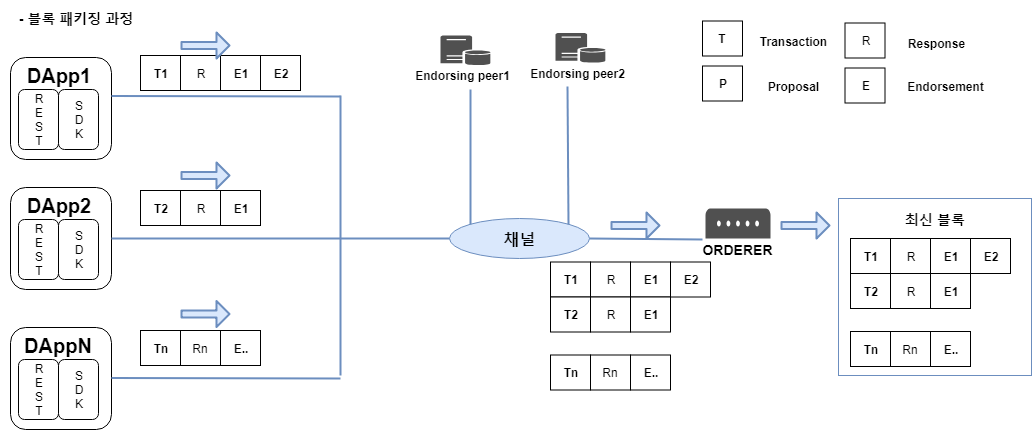 - 블록 패키징 과정
DApp1
REST
SDK
T1 R E1 E2
DApp2
REST
SDK
T2 R E1
DAppN
REST
SDK
Tn Rn E..
Endorsing peer1
Endorsing peer2
채널
T1 R E1 E2
T2 R E1
Tn Rn E..
ORDERER
T Transaction
R Response
P Proposal
E Endorsement
최신 블록
T1 R E1 E2
T2 R E1
Tn Rn E..